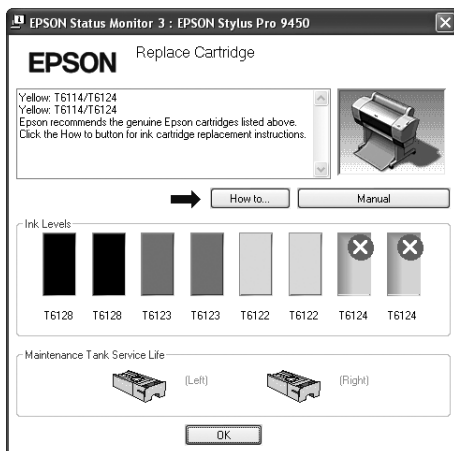 EPSON Status Monitor 3 : EPSON Stylus Pro 9450
EPSON
Replace Cartridge
Yellow: T6114/T6124
Yellow: T6114/T6124
Epson recommends the genuine Epson cartridges listed above.
Click the How to button for ink cartridge replacement instructions.
How to...
Manual
Ink Levels
T6128 T6128 T6123 T6123 T6122 T6122 T6124 T6124
Maintenance Tank Service Life
(Left) (Right)
OK